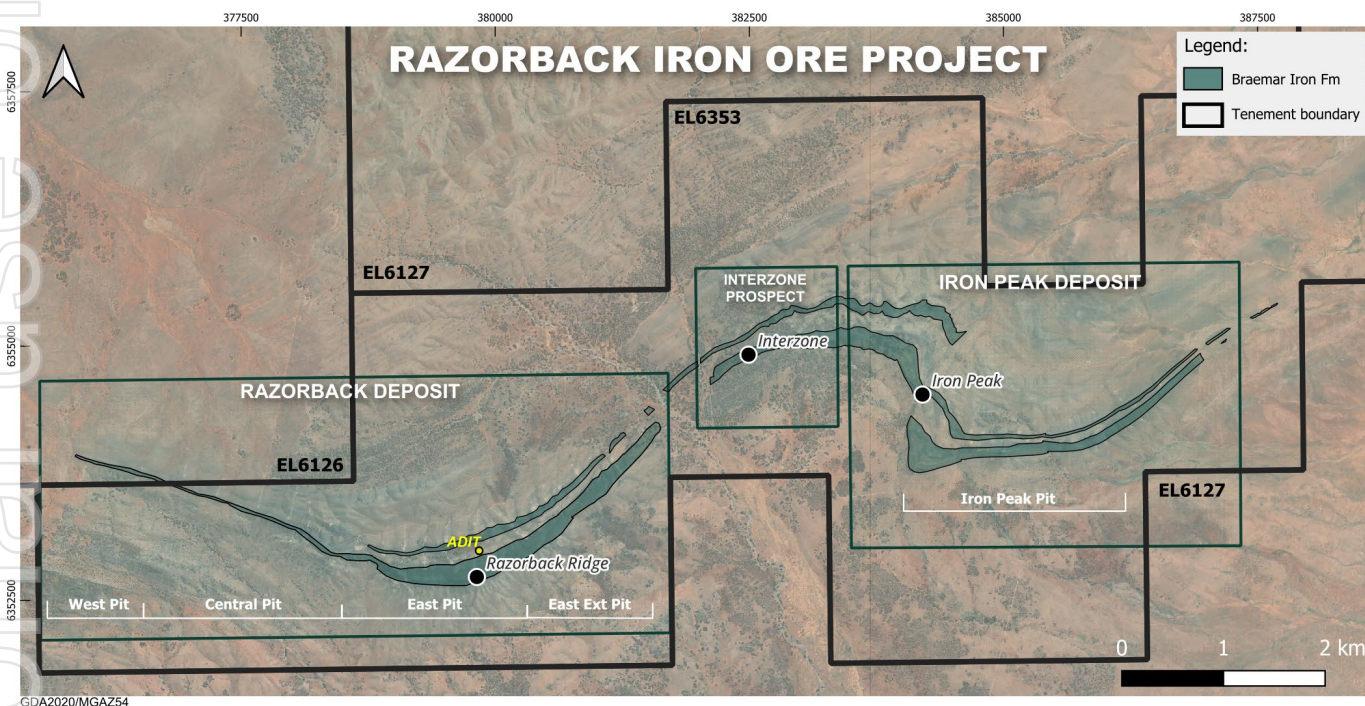 377500
380000
382500
385000
387500
RAZORBACK IRON ORE PROJECT
Legend:
Braemar Iron Fm
Tenement boundary
6357500
EL6353
EL6127
INTERZONE
PROSPECT
IRON PEAK DEPOSIT
6355000
Interzone
Iron Peak
RAZORBACK DEPOSIT
EL6126
EL6127
Iron Peak Pit
ADIT
Razorback Ridge
6352500
West Pit
Central Pit
East Pit
East Ext Pit
0
1
2 km
GDA2020/MGAZ54